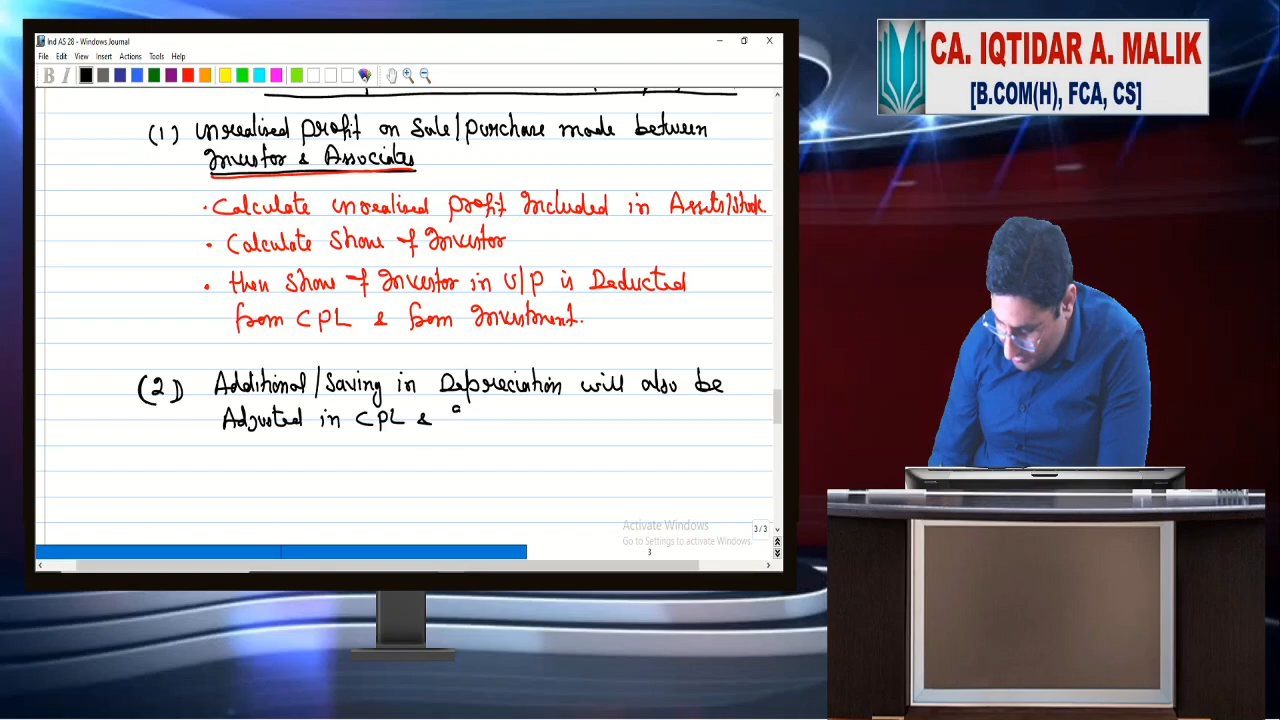 Ind AS 28 - Windows Journal
File Edit View Insert Actions Tools Help
B I
(1) Unrealised Profit on Sale/Purchase made between
Investor & Associates
• Calculate unrealised profit Included in Assets/Stock.
• Calculate Share of Investor
• then Share of Investor in U/P is Deducted
from CPL & from Investment.
(2) Additional/Saving in Depreciation will also be
Adjusted in CPL &
Activate Windows
Go to Settings to activate Windows.
3/3
3
CA. IQTIDAR A. MALIK
[B.COM(H), FCA, CS]